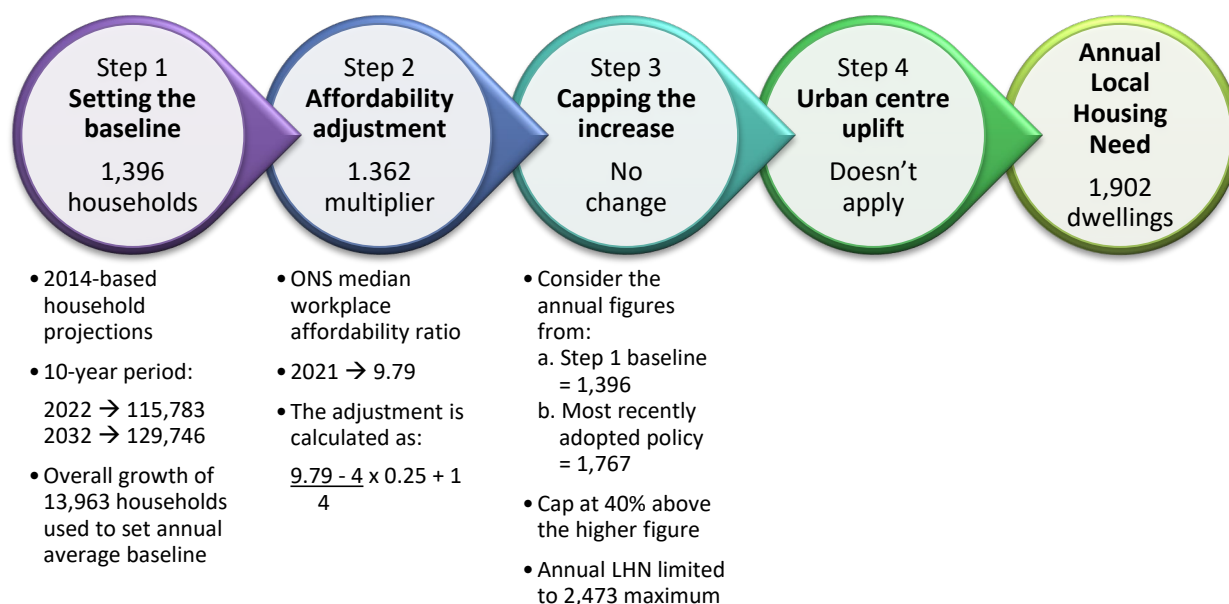 Step 1
Setting the
baseline
1,396
households
Step 2
Affordability
adjustment
1.362
multiplier
Step 3
Capping the
increase
No
change
Step 4
Urban centre
uplift
Doesn’t
apply
Annual
Local
Housing
Need
1,902
dwellings
• 2014-based
household
projections
• 10-year period:
2022 → 115,783
2032 → 129,746
• Overall growth of
13,963 households
used to set annual
average baseline
• ONS median
workplace
affordability ratio
• 2021 → 9.79
• The adjustment is
calculated as:
9.79 - 4 x 0.25 + 1
4
• Consider the
annual figures
from:
a. Step 1 baseline
= 1,396
b. Most recently
adopted policy
= 1,767
• Cap at 40% above
the higher figure
• Annual LHN limited
to 2,473 maximum